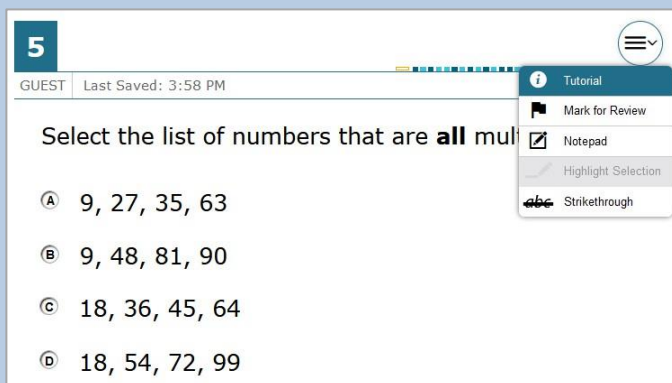 5
GUEST Last Saved: 3:58 PM
Tutorial
Mark for Review
Notepad
Highlight Selection
abc Strikethrough
Select the list of numbers that are all mul
A 9, 27, 35, 63
B 9, 48, 81, 90
C 18, 36, 45, 64
D 18, 54, 72, 99